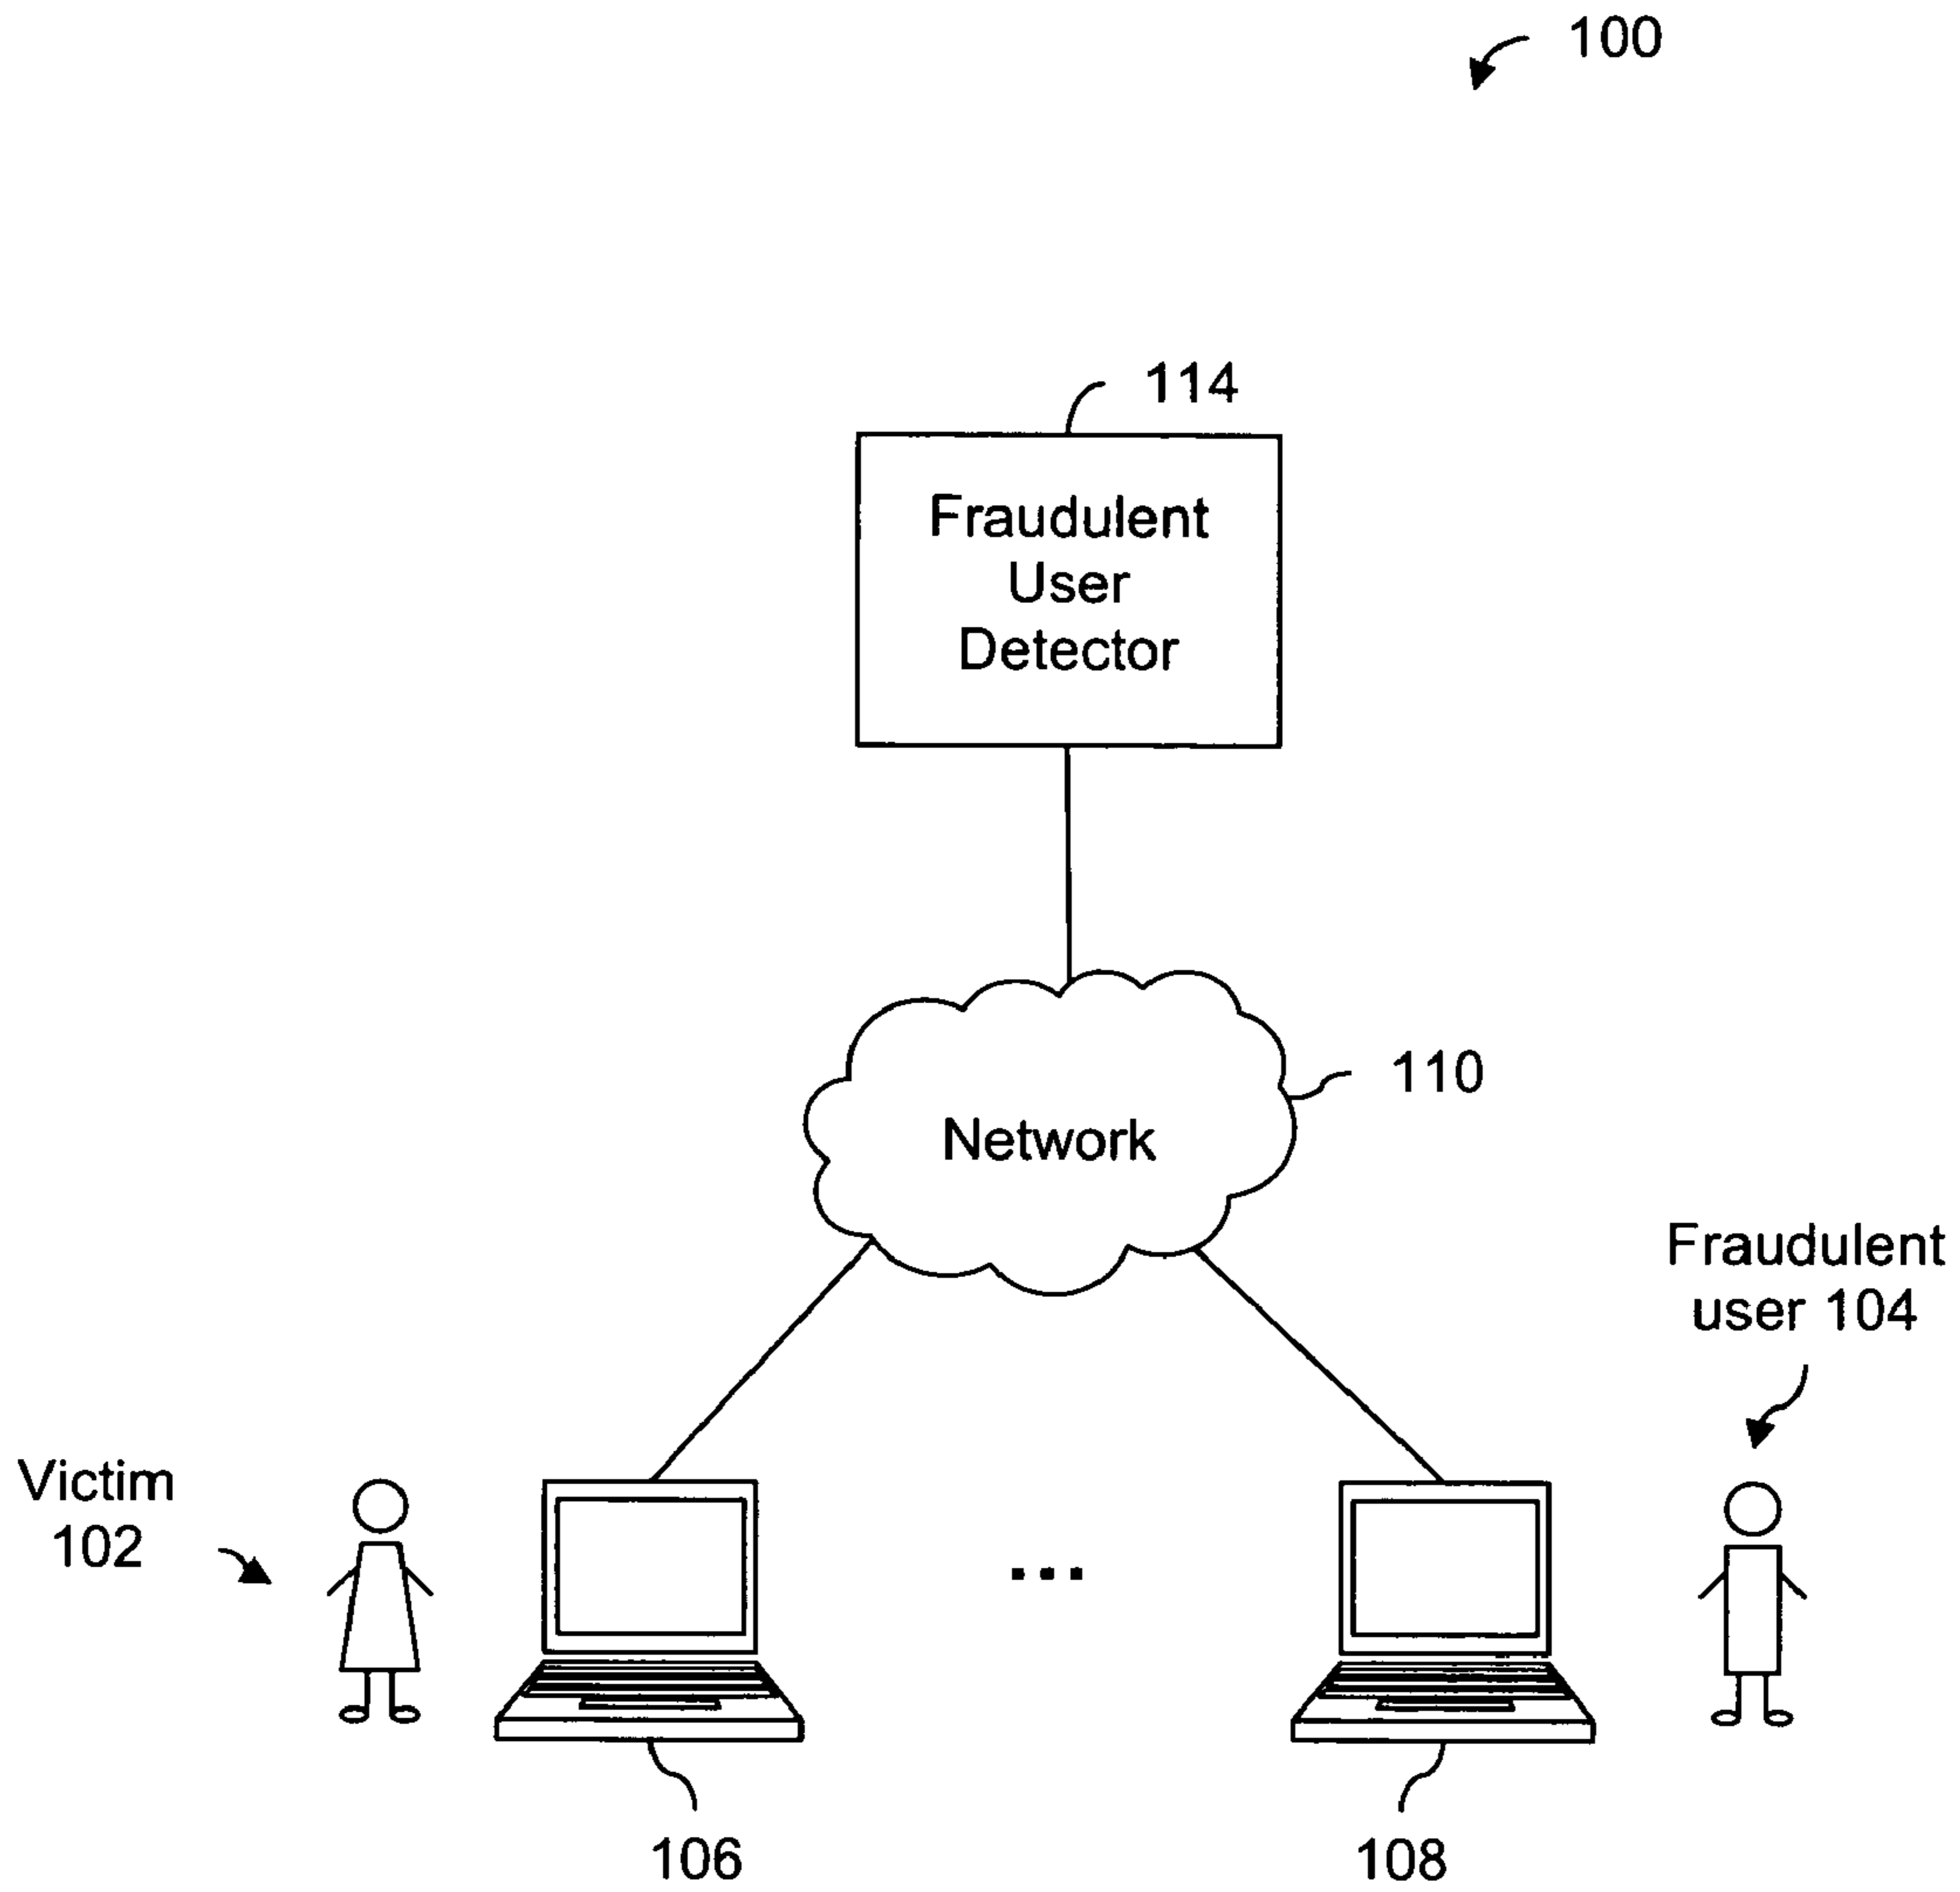 100
114
Fraudulent
User
Detector
110
Network
Fraudulent
user 104
Victim
102
106
108